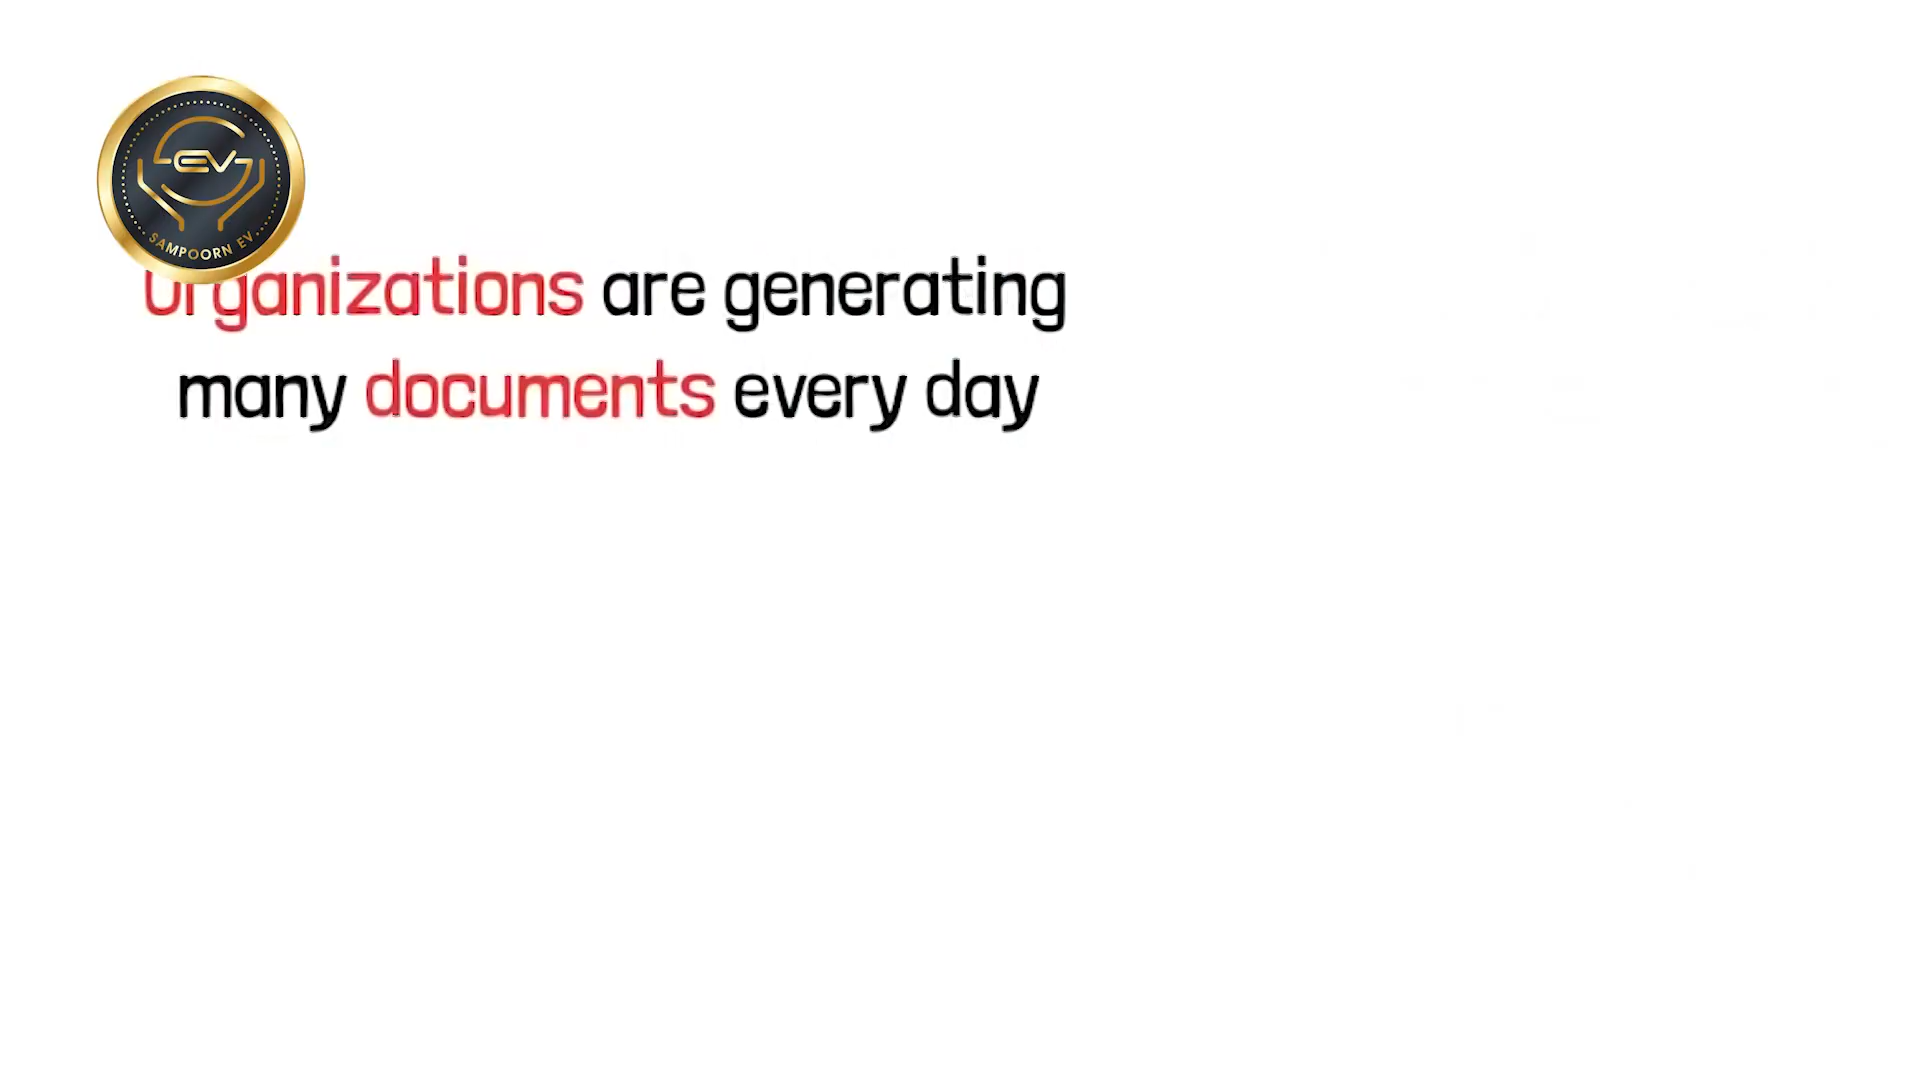 EV
SAMPOORN EV
Organizations are generating
many documents every day